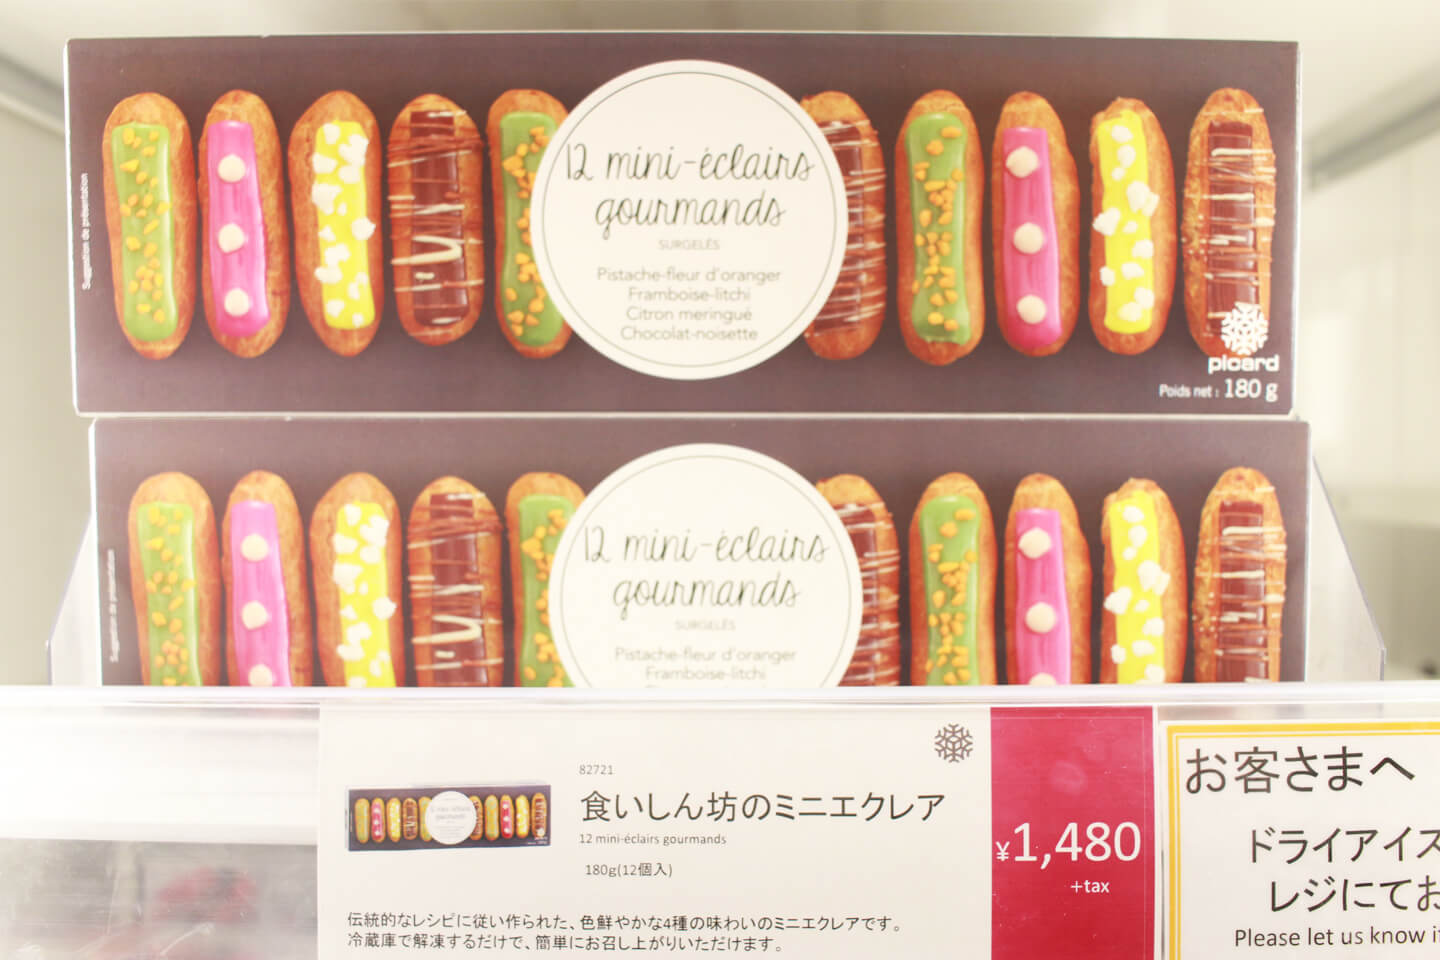 12 mini-éclairs
gourmands
SURGELÉS
Pistache-fleur d'oranger
Framboise-litchi
Citron meringué
Chocolat-noisette
Suggestion de présentation
picard
Poids net : 180 g
12 mini-éclairs
gourmands
SURGELÉS
Pistache-fleur d'oranger
Framboise-litchi
Suggestion de présentation
82721
食いしん坊のミニエクレア
12 mini-éclairs gourmands
180g(12個入)
¥1,480
+tax
伝統的なレシピに従い作られた、色鮮やかな4種の味わいのミニエクレアです。
冷蔵庫で解凍するだけで、簡単にお召し上がりいただけます。
お客さまへ
ドライアイス
レジにてお
Please let us know i